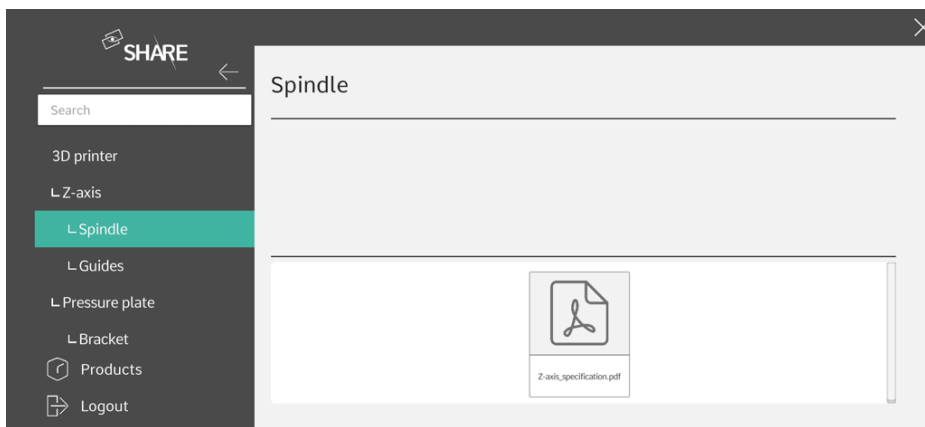 SHARE
Search
3D printer
Z-axis
Spindle
Guides
Pressure plate
Bracket
Products
Logout
Spindle
Z-axis_specification.pdf